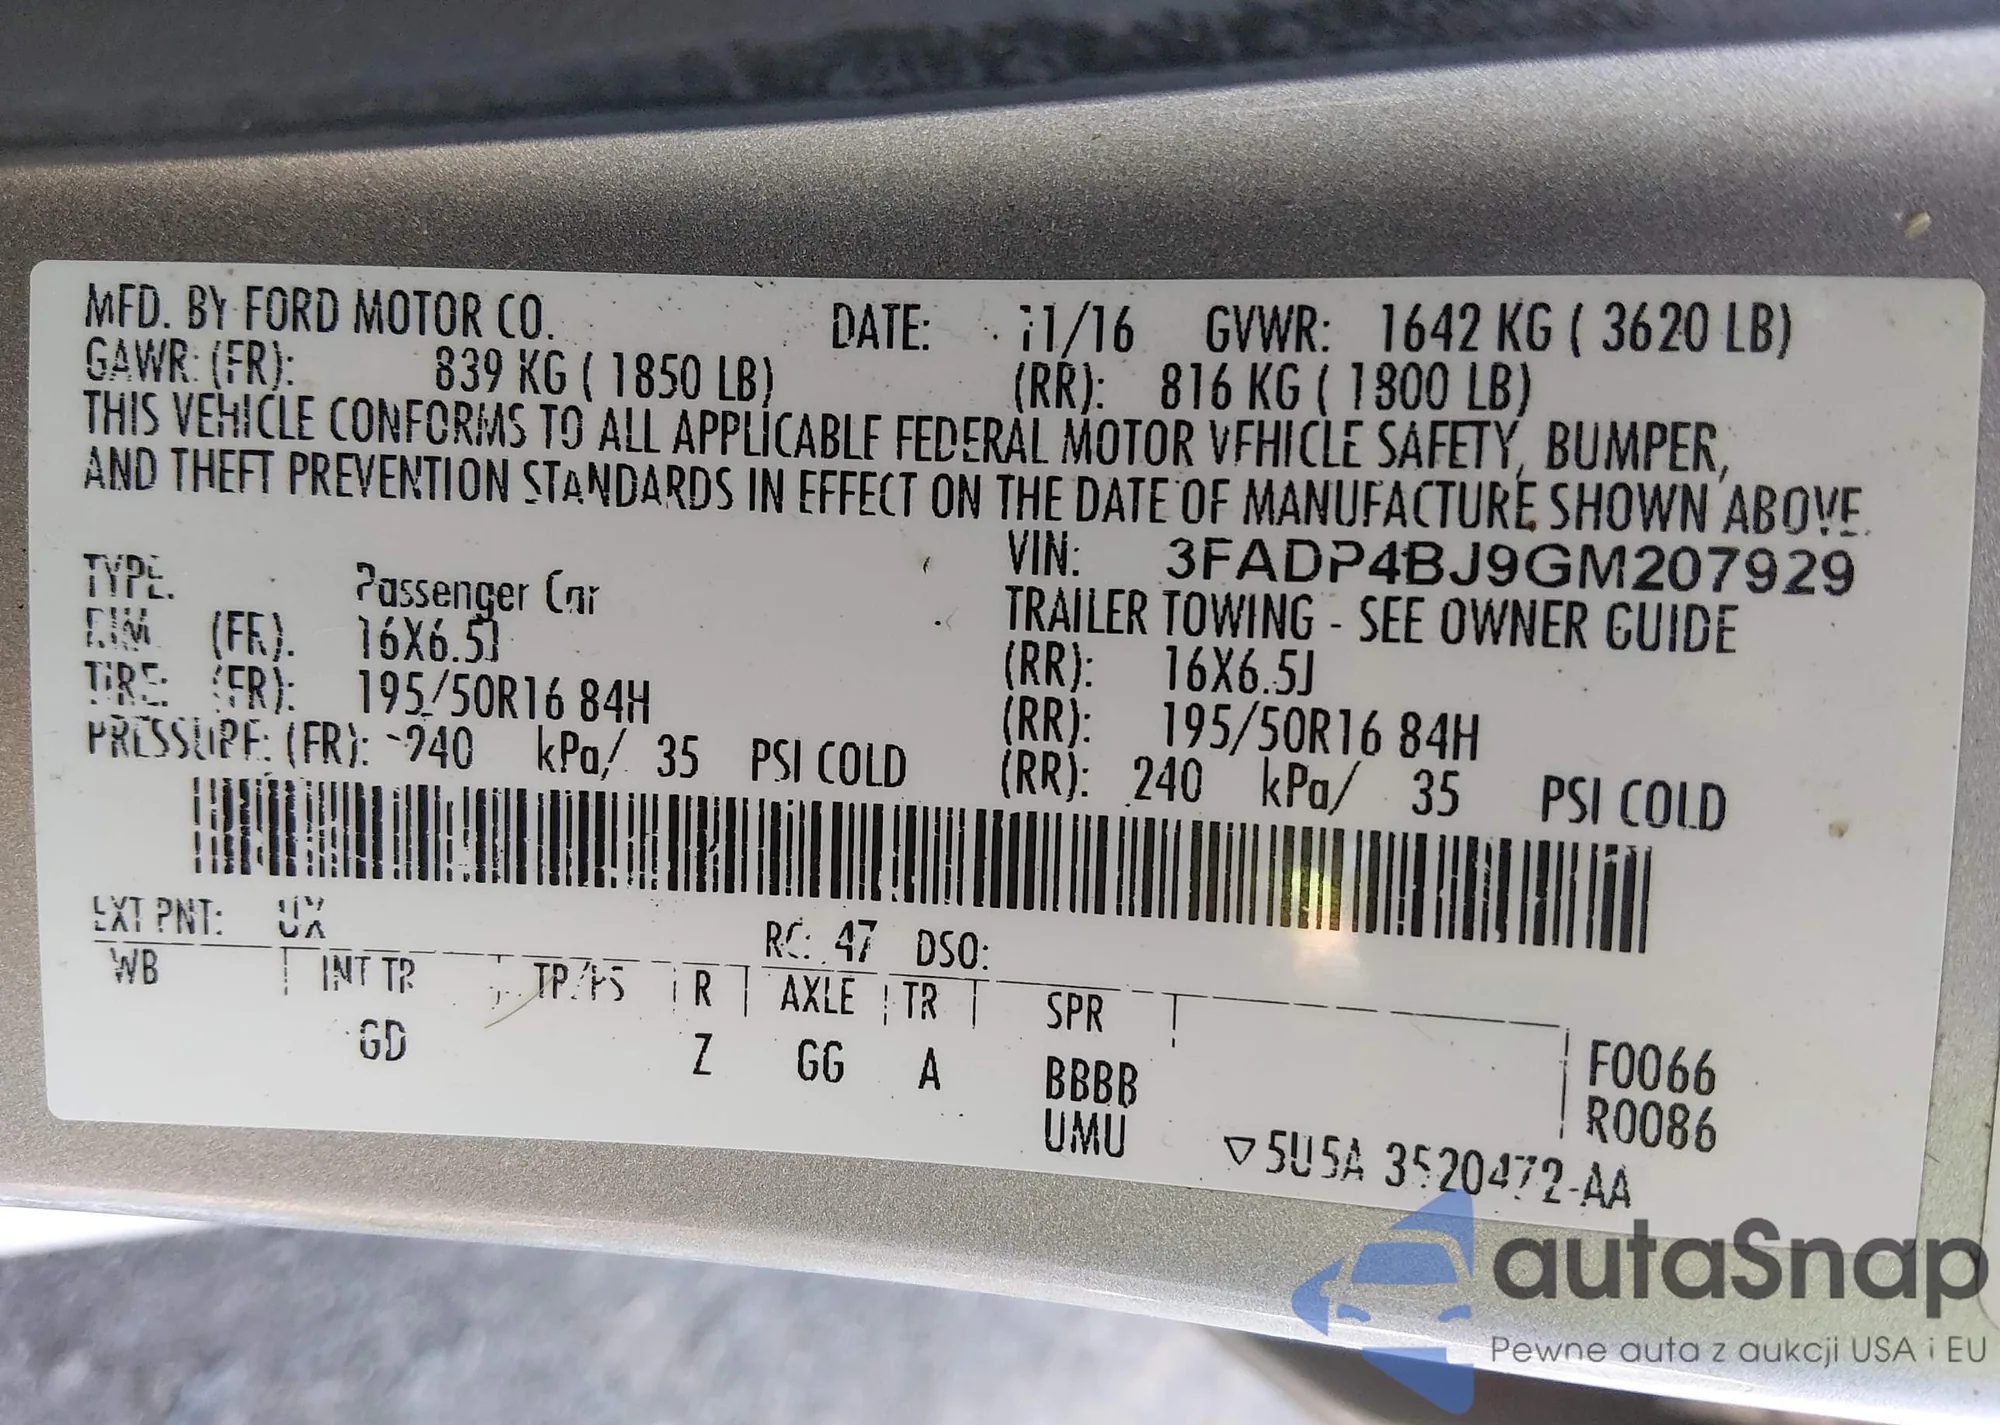 MFD. BY FORD MOTOR CO. DATE: 11/16 GVWR: 1642 KG ( 3620 LB)
GAWR: (FR): 839 KG ( 1850 LB) (RR): 816 KG ( 1800 LB)
THIS VEHICLE CONFORMS TO ALL APPLICABLE FEDERAL MOTOR VEHICLE SAFETY, BUMPER,
AND THEFT PREVENTION STANDARDS IN EFFECT ON THE DATE OF MANUFACTURE SHOWN ABOVE.
VIN: 3FADP4BJ9GM207929
TYPE: Passenger Car
TRAILER TOWING - SEE OWNER GUIDE
RIM (FR): 16X6.5J (RR): 16X6.5J
TIRE: (FR): 195/50R16 84H (RR): 195/50R16 84H
PRESSURE: (FR): 240 kPa/ 35 PSI COLD (RR): 240 kPa/ 35 PSI COLD
EXT PNT: UX RC: 47 DSO:
WB INT TR TP/PS R AXLE TR SPR
GD Z GG A BBBB F0066
UMU R0086
▽5U5A 3520472-AA
autaSnap
Pewne auta z aukcji USA i EU